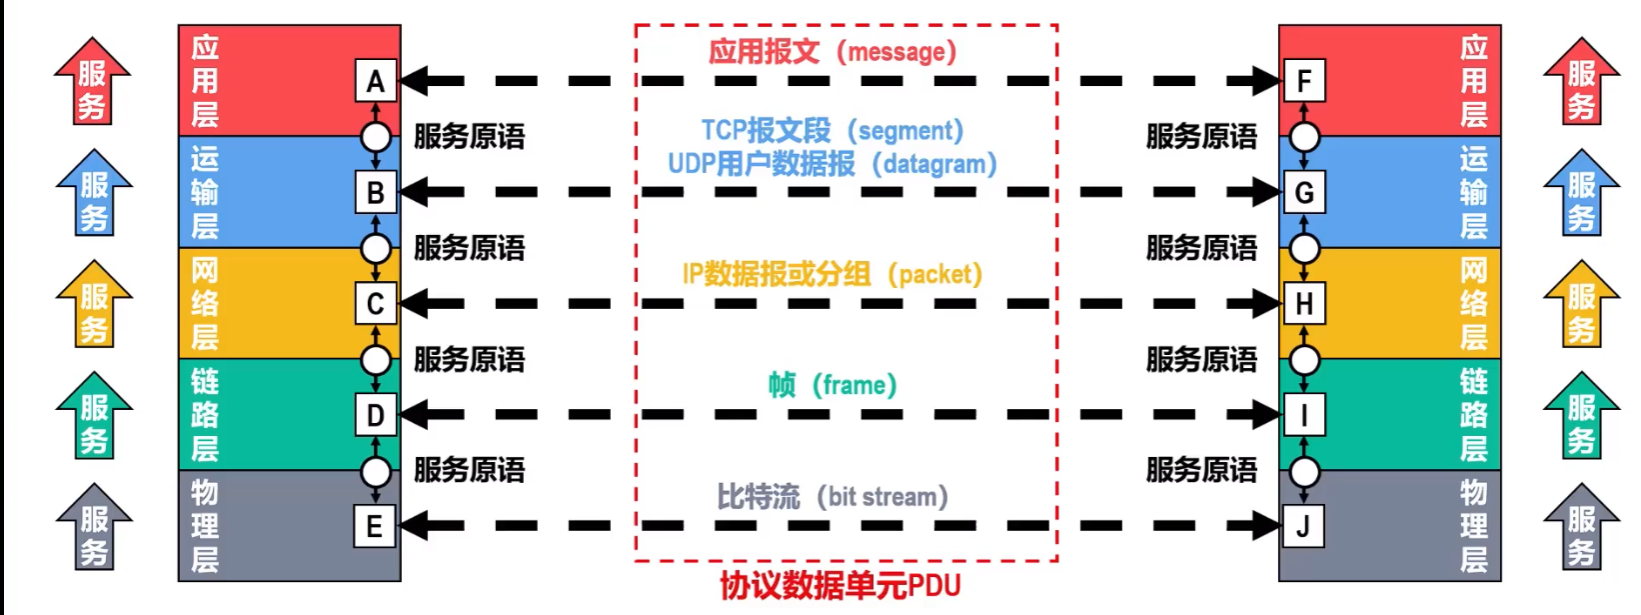 应用层
服务
A
应用报文（message）
F
应用层
服务
服务原语
TCP报文段（segment）
服务原语
运输层
服务
UDP用户数据报（datagram）
运输层
服务
B
G
服务原语
服务原语
网络层
服务
IP数据报或分组（packet）
网络层
服务
C
H
服务原语
服务原语
链路层
服务
帧（frame）
链路层
服务
D
I
服务原语
服务原语
物理层
服务
比特流（bit stream）
物理层
服务
E
J
协议数据单元PDU